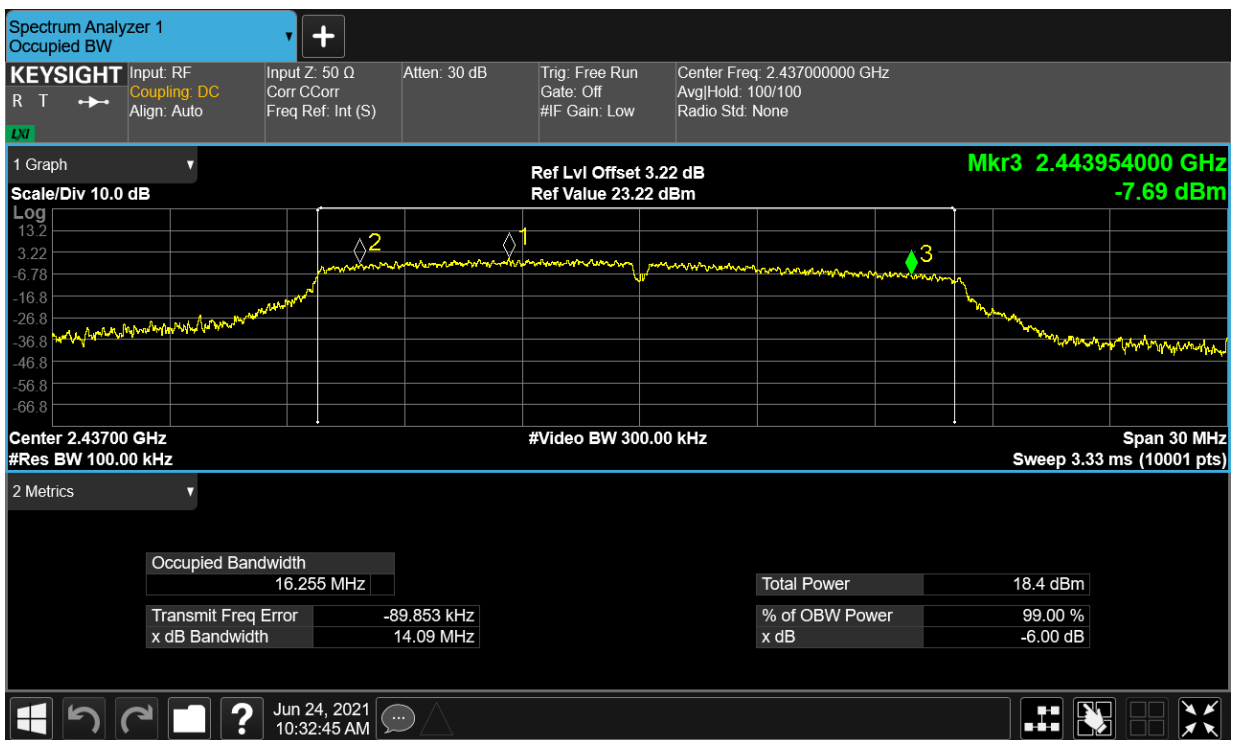 Spectrum Analyzer 1
Occupied BW
KEYSIGHT
R T
LXI
Input: RF
Coupling: DC
Align: Auto
Input Z: 50 Ω
Corr CCorr
Freq Ref: Int (S)
Atten: 30 dB
Trig: Free Run
Gate: Off
#IF Gain: Low
Center Freq: 2.437000000 GHz
Avg|Hold: 100/100
Radio Std: None
1 Graph
Scale/Div 10.0 dB
Ref Lvl Offset 3.22 dB
Ref Value 23.22 dBm
Mkr3 2.443954000 GHz
-7.69 dBm
Log
13.2
3.22
-6.78
-16.8
-26.8
-36.8
-46.8
-56.8
-66.8
2
1
3
Center 2.43700 GHz
#Res BW 100.00 kHz
#Video BW 300.00 kHz
Span 30 MHz
Sweep 3.33 ms (10001 pts)
2 Metrics
Occupied Bandwidth
16.255 MHz
Transmit Freq Error -89.853 kHz
x dB Bandwidth 14.09 MHz
Total Power 18.4 dBm
% of OBW Power 99.00 %
x dB -6.00 dB
?
Jun 24, 2021
10:32:45 AM